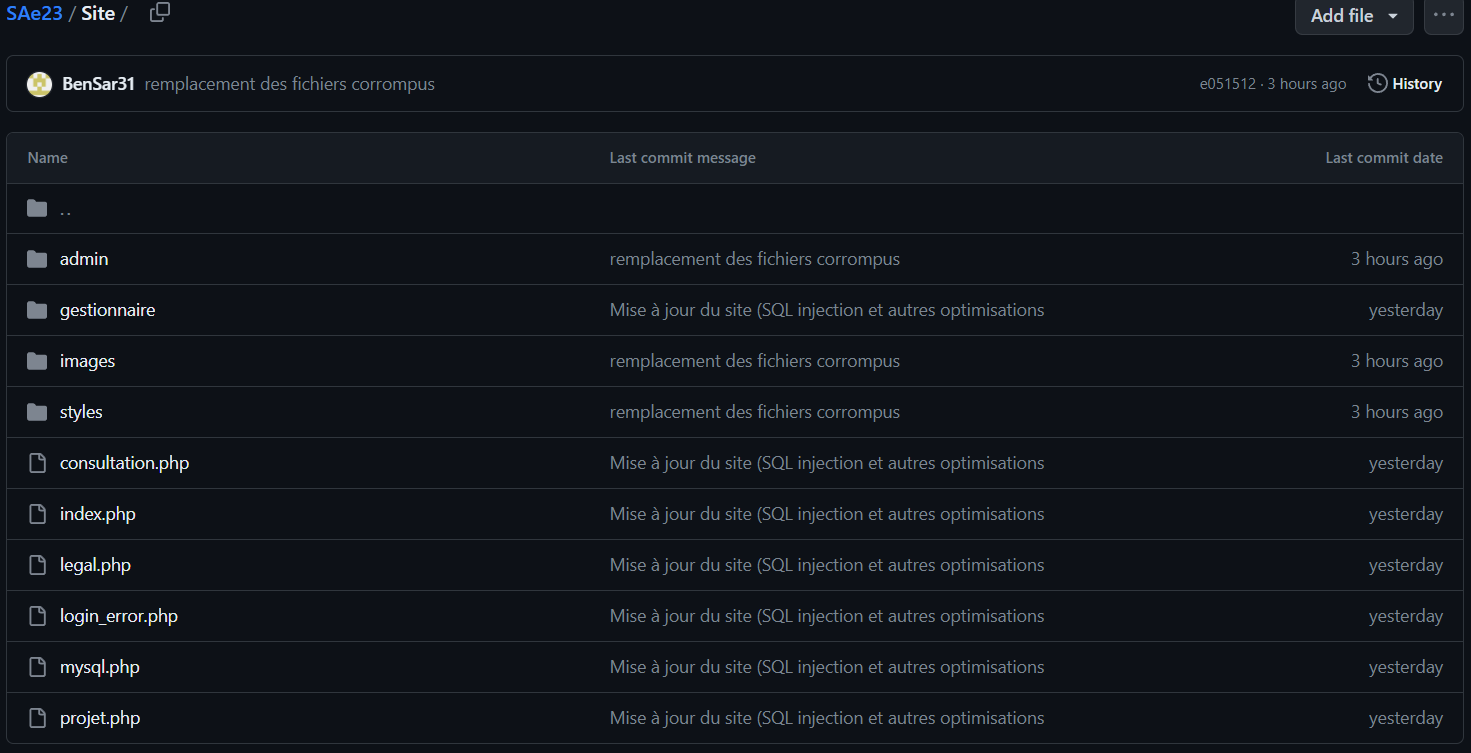 SAe23 / Site /
Add file
BenSar31 remplacement des fichiers corrompus
e051512 · 3 hours ago
History
Name Last commit message Last commit date
..
admin remplacement des fichiers corrompus 3 hours ago
gestionnaire Mise à jour du site (SQL injection et autres optimisations yesterday
images remplacement des fichiers corrompus 3 hours ago
styles remplacement des fichiers corrompus 3 hours ago
consultation.php Mise à jour du site (SQL injection et autres optimisations yesterday
index.php Mise à jour du site (SQL injection et autres optimisations yesterday
legal.php Mise à jour du site (SQL injection et autres optimisations yesterday
login_error.php Mise à jour du site (SQL injection et autres optimisations yesterday
mysql.php Mise à jour du site (SQL injection et autres optimisations yesterday
projet.php Mise à jour du site (SQL injection et autres optimisations yesterday